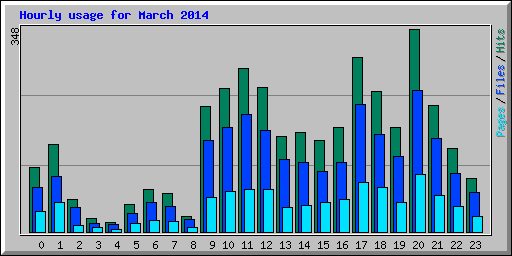 Hourly usage for March 2014
348
Pages/Files/Hits
0 1 2 3 4 5 6 7 8 9 10 11 12 13 14 15 16 17 18 19 20 21 22 23